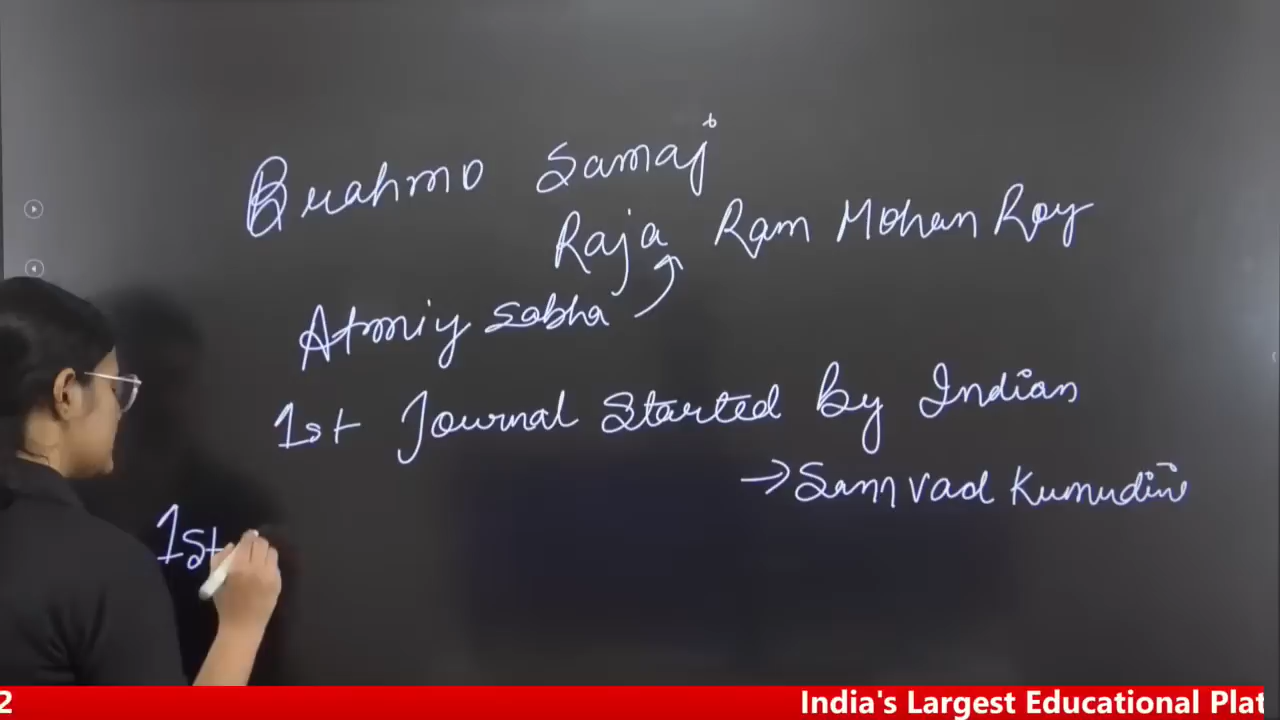 Brahmo Samaj
Raja Ram Mohan Roy
Atmiy sabha
1st Journal Started By Indian
→ Samvad Kumudini
1st
2 India's Largest Educational Plat